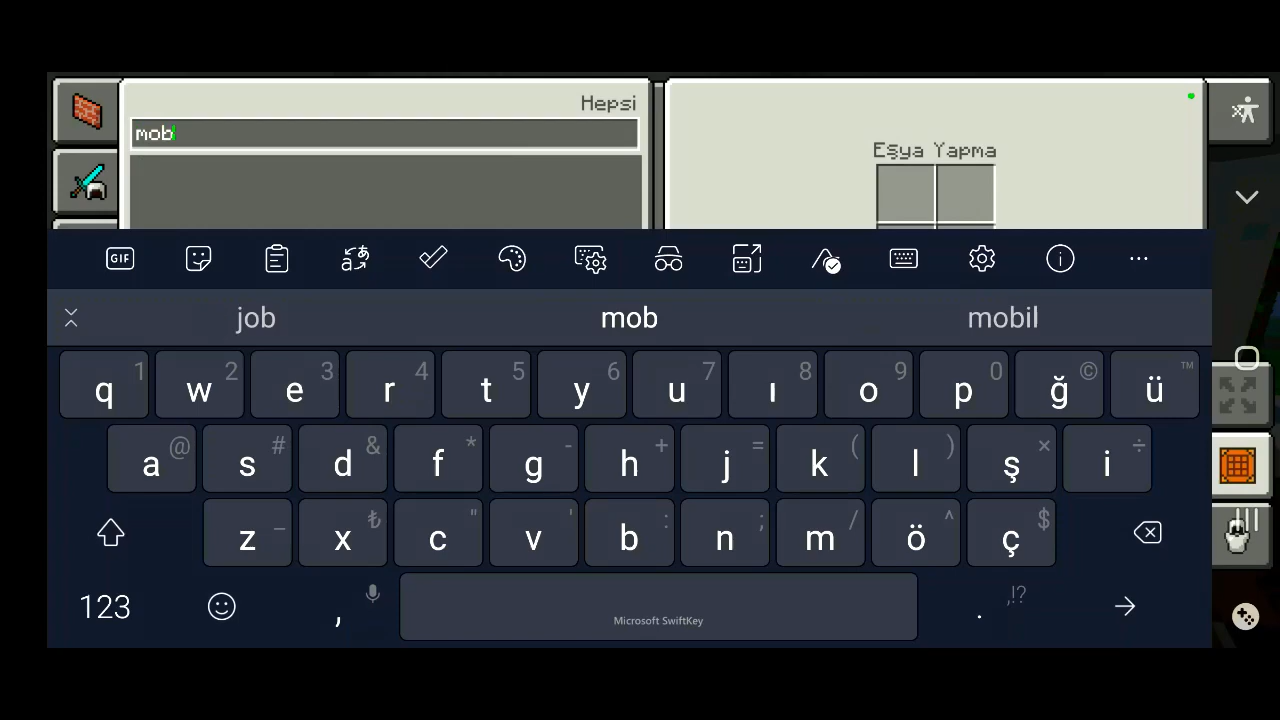 Hepsi
mob
Eşya Yapma
GIF
job mob mobil
q 1 w 2 e 3 r 4 t 5 y 6 u 7 ı 8 o 9 p 0 ğ © ü ™
a @ s # d & f * g - h + j = k ( l ) ş × i ÷
z _ x ₺ c " v ' b : n ; m / ö ^ ç $
123 , Microsoft SwiftKey . ,!?